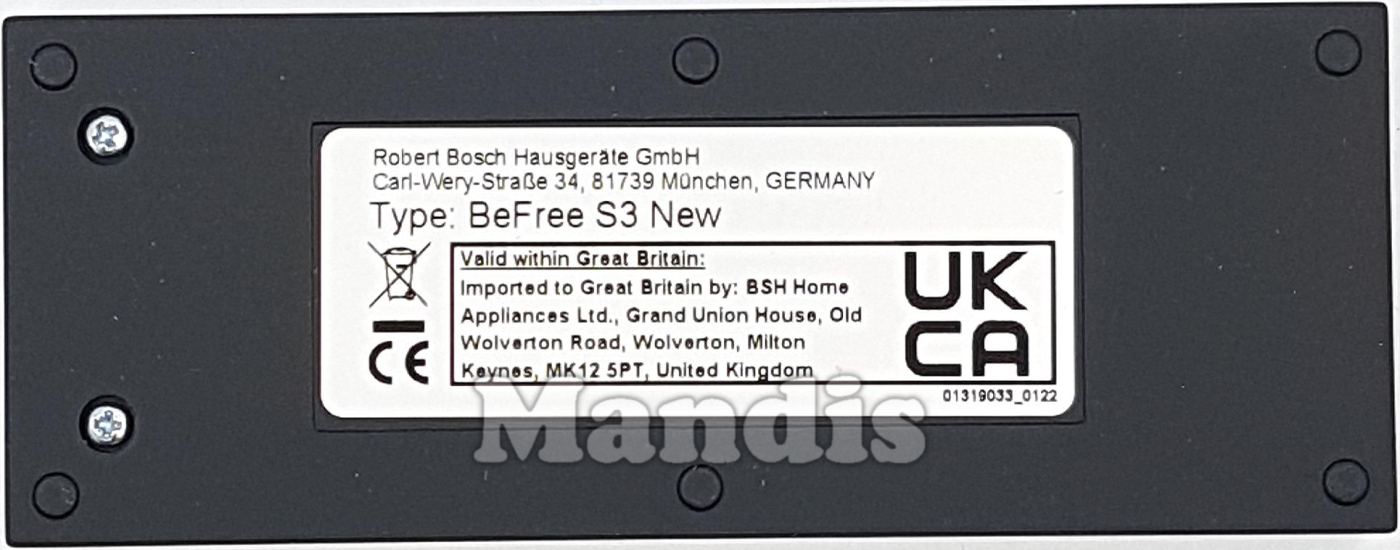 Robert Bosch Hausgeräte GmbH
Carl-Wery-Straße 34, 81739 München, GERMANY
Type: BeFree S3 New
Valid within Great Britain:
Imported to Great Britain by: BSH Home
Appliances Ltd., Grand Union House, Old
Wolverton Road, Wolverton, Milton
Keynes, MK12 5PT, United Kingdom
CE
UK
CA
01319033_0122
Mandis